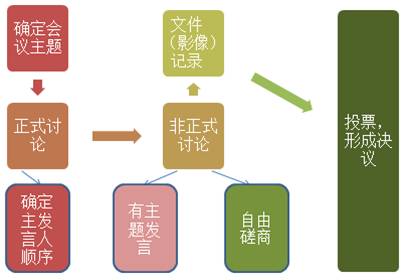 确定会
议主题
正式讨
论
确定
主发
言人
顺序
文件
（影像）
记录
非正式
讨论
有主
题发
言
自由
磋商
投票，
形成决
议